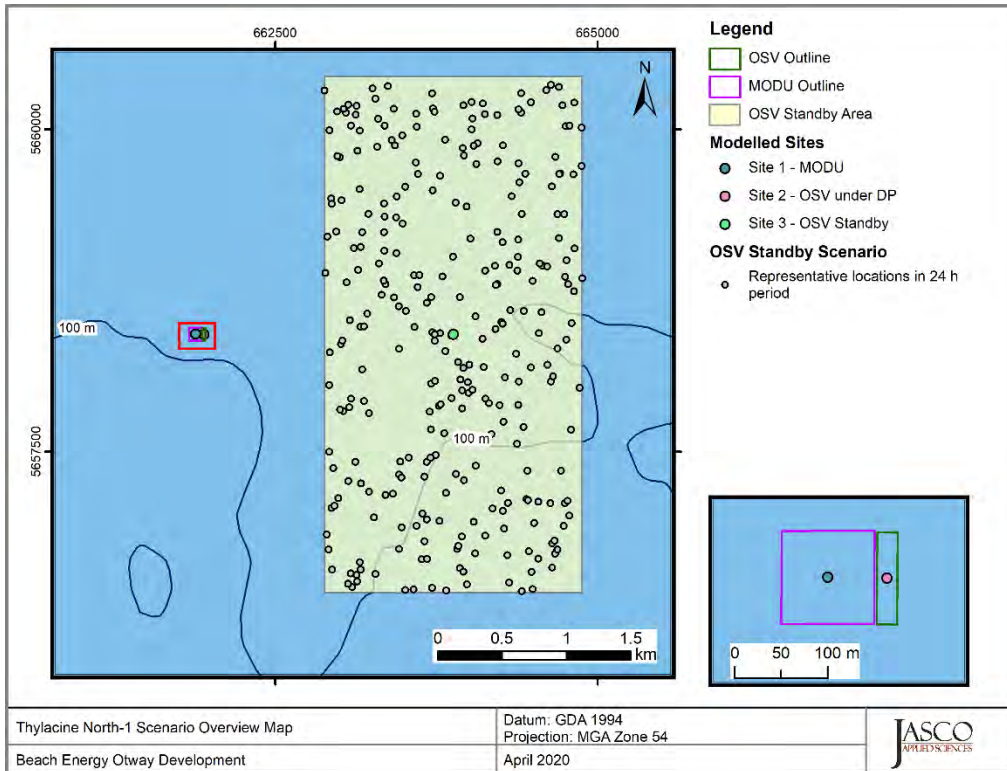 662500
665000
5660000
5657500
N
100 m
100 m
0 0.5 1 1.5
km
Legend
OSV Outline
MODU Outline
OSV Standby Area
Modelled Sites
Site 1 - MODU
Site 2 - OSV under DP
Site 3 - OSV Standby
OSV Standby Scenario
Representative locations in 24 h
period
0 50 100 m
Thylacine North-1 Scenario Overview Map
Datum: GDA 1994
Projection: MGA Zone 54
Beach Energy Otway Development
April 2020
JASCO
APPLIED SCIENCES